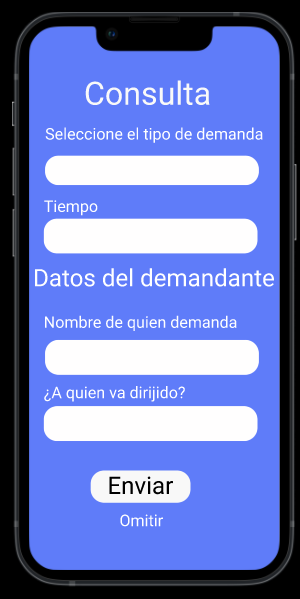 Consulta
Seleccione el tipo de demanda
Tiempo
Datos del demandante
Nombre de quien demanda
¿A quien va dirijido?
Enviar
Omitir